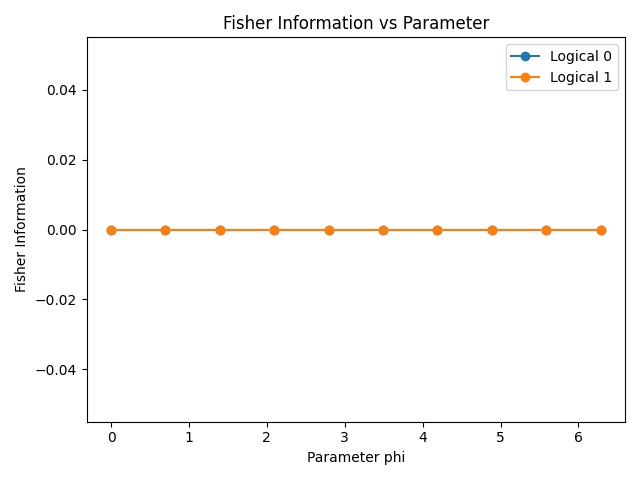 Fisher Information vs Parameter
Logical 0
Logical 1
Fisher Information
0.04
0.02
0.00
−0.02
−0.04
0 1 2 3 4 5 6
Parameter phi